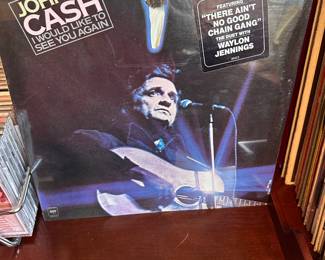 JOHN
CASH
I WOULD LIKE TO
SEE YOU AGAIN
FEATURING
"THERE AIN'T
NO GOOD
CHAIN GANG"
THE DUET WITH
WAYLON
JENNINGS